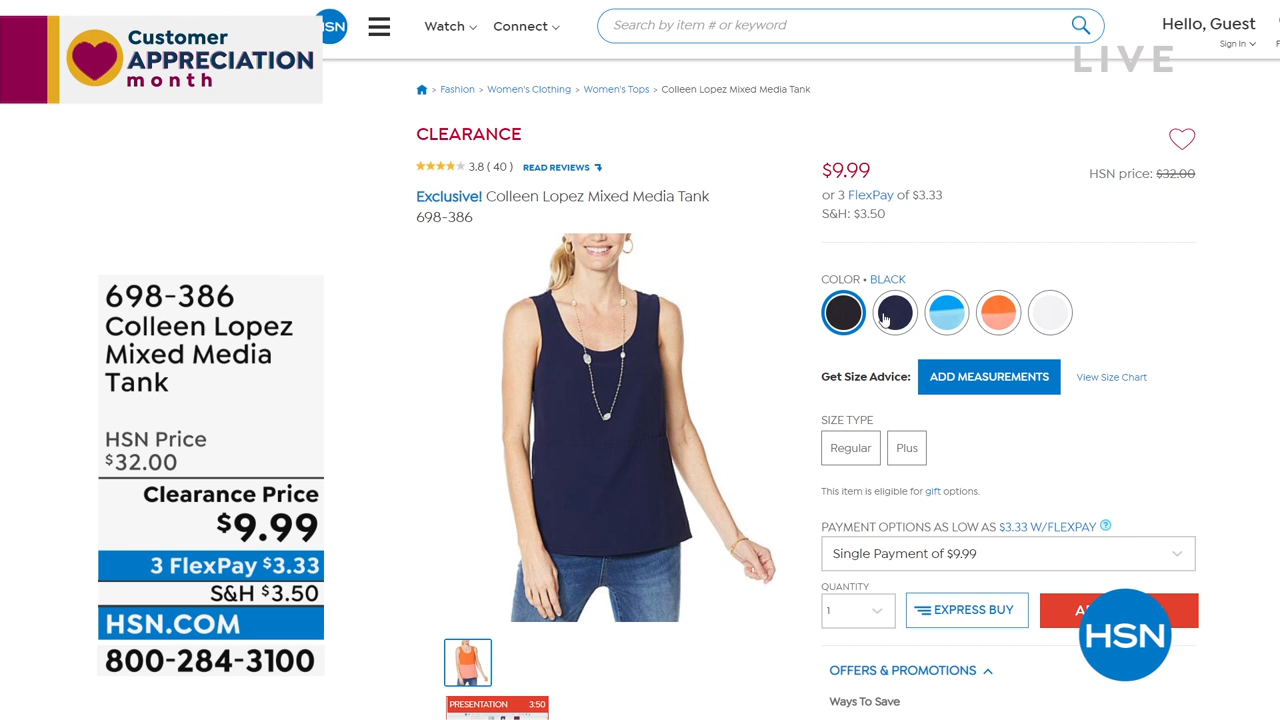 Customer
APPRECIATION
month
HSN
Watch
Connect
Search by item # or keyword
Hello, Guest
Sign In
LIVE
> Fashion > Women's Clothing > Women's Tops > Colleen Lopez Mixed Media Tank
CLEARANCE
3.8 ( 40 ) READ REVIEWS
Exclusive! Colleen Lopez Mixed Media Tank
698-386
$9.99
HSN price: $32.00
or 3 FlexPay of $3.33
S&H: $3.50
COLOR • BLACK
Get Size Advice: ADD MEASUREMENTS View Size Chart
SIZE TYPE
Regular Plus
This item is eligible for gift options.
PAYMENT OPTIONS AS LOW AS $3.33 W/FLEXPAY ?
Single Payment of $9.99
QUANTITY
1 EXPRESS BUY
HSN
OFFERS & PROMOTIONS
Ways To Save
PRESENTATION 3:50
698-386
Colleen Lopez
Mixed Media
Tank
HSN Price
$32.00
Clearance Price
$9.99
3 FlexPay $3.33
S&H $3.50
HSN.COM
800-284-3100